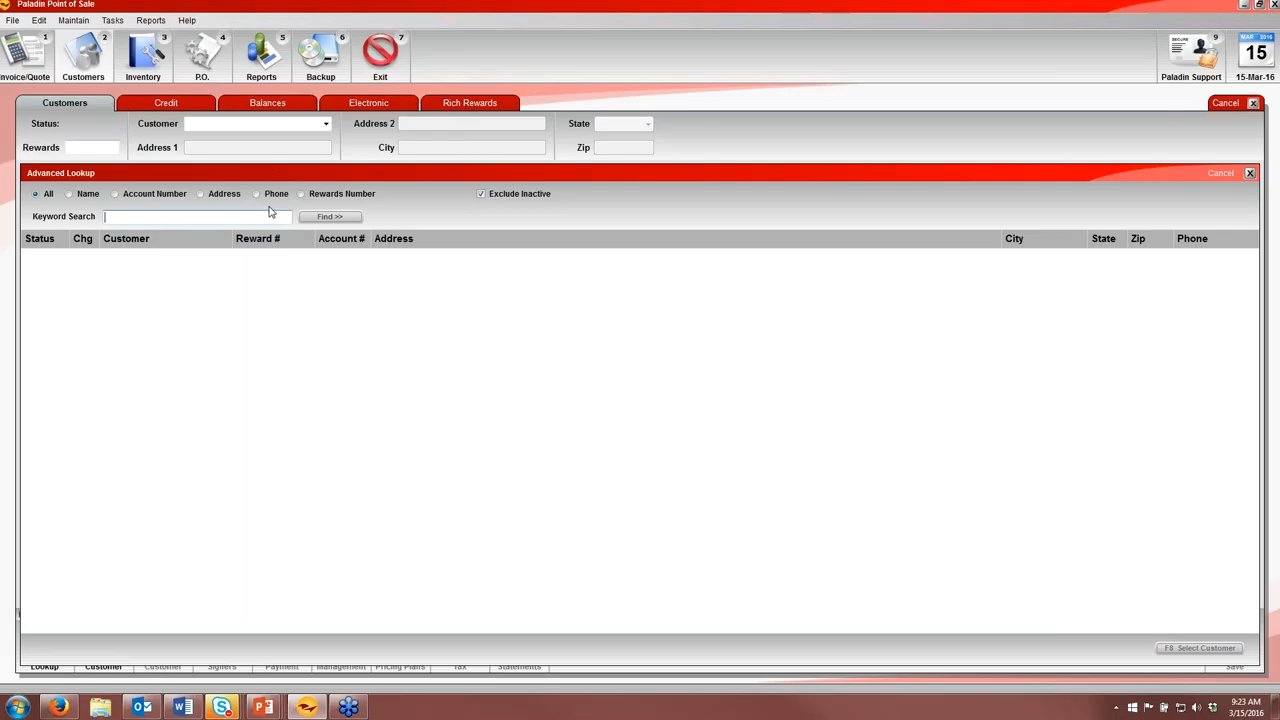 Paladin Point of Sale
File Edit Maintain Tasks Reports Help
1 2 3 4 5 6 7 SECURE 9 MAR 2016 15
Invoice/Quote Customers Inventory P.O. Reports Backup Exit Paladin Support 15-Mar-16
Customers Credit Balances Electronic Rich Rewards Cancel
Status: Customer Address 2 State
Rewards Address 1 City Zip
Advanced Lookup Cancel
All Name Account Number Address Phone Rewards Number Exclude Inactive
Keyword Search Find >>
Status Chg Customer Reward # Account # Address City State Zip Phone
F8 Select Customer
Lookup Customer Customer Signers Payment Management Pricing Plans Tax Statements Save
9:23 AM
3/15/2016